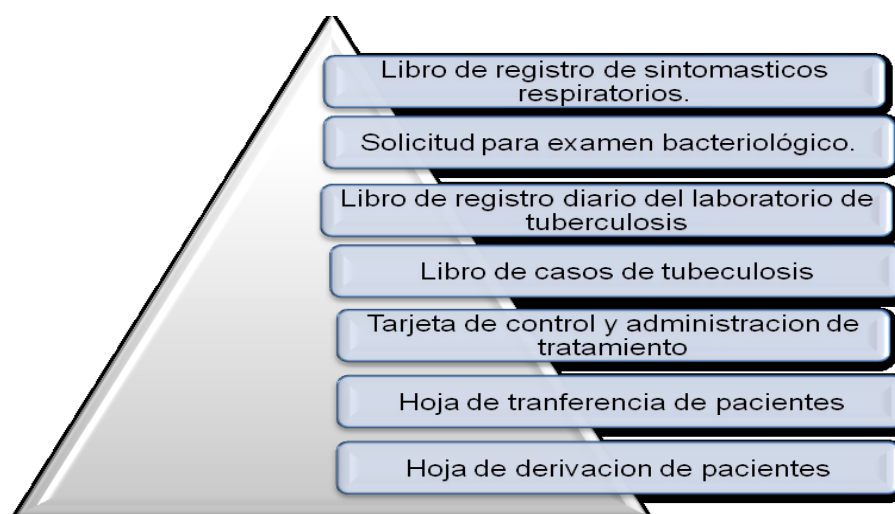 Libro de registro de sintomasticos
respiratorios.
Solicitud para examen bacteriológico.
Libro de registro diario del laboratorio de
tuberculosis
Libro de casos de tubeculosis
Tarjeta de control y administracion de
tratamiento
Hoja de tranferencia de pacientes
Hoja de derivacion de pacientes